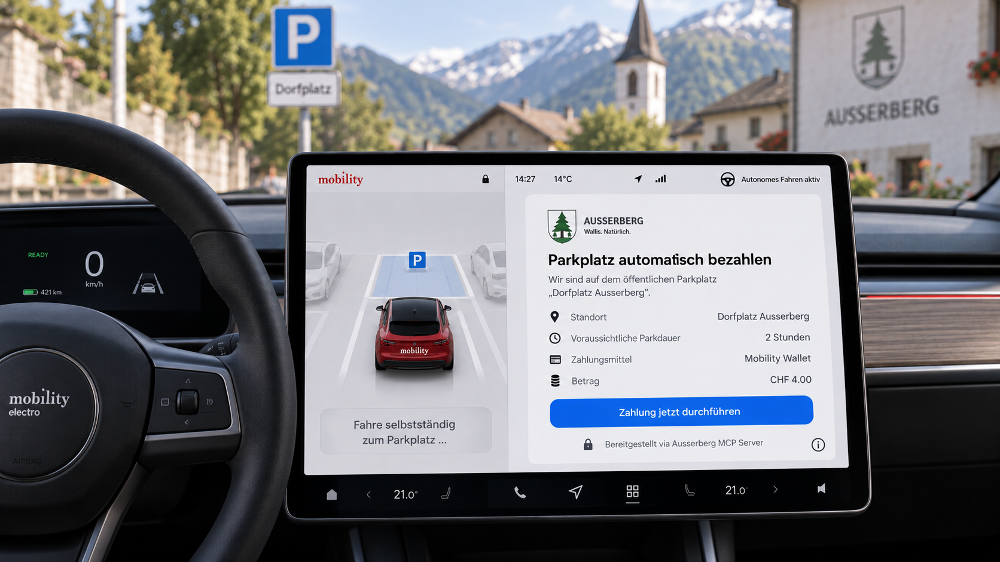 P
Dorfplatz
AUSSERBERG
mobility
14:27
14°C
Autonomes Fahren aktiv
P
mobility
Fahre selbstständig
zum Parkplatz ...
AUSSERBERG
Wallis. Natürlich.
Parkplatz automatisch bezahlen
Wir sind auf dem öffentlichen Parkplatz
„Dorfplatz Ausserberg“.
Standort Dorfplatz Ausserberg
Voraussichtliche Parkdauer 2 Stunden
Zahlungsmittel Mobility Wallet
Betrag CHF 4.00
Zahlung jetzt durchführen
Bereitgestellt via Ausserberg MCP Server
READY
0
km/h
421 km
mobility
electro
AIRBAG
21.0°
21.0°